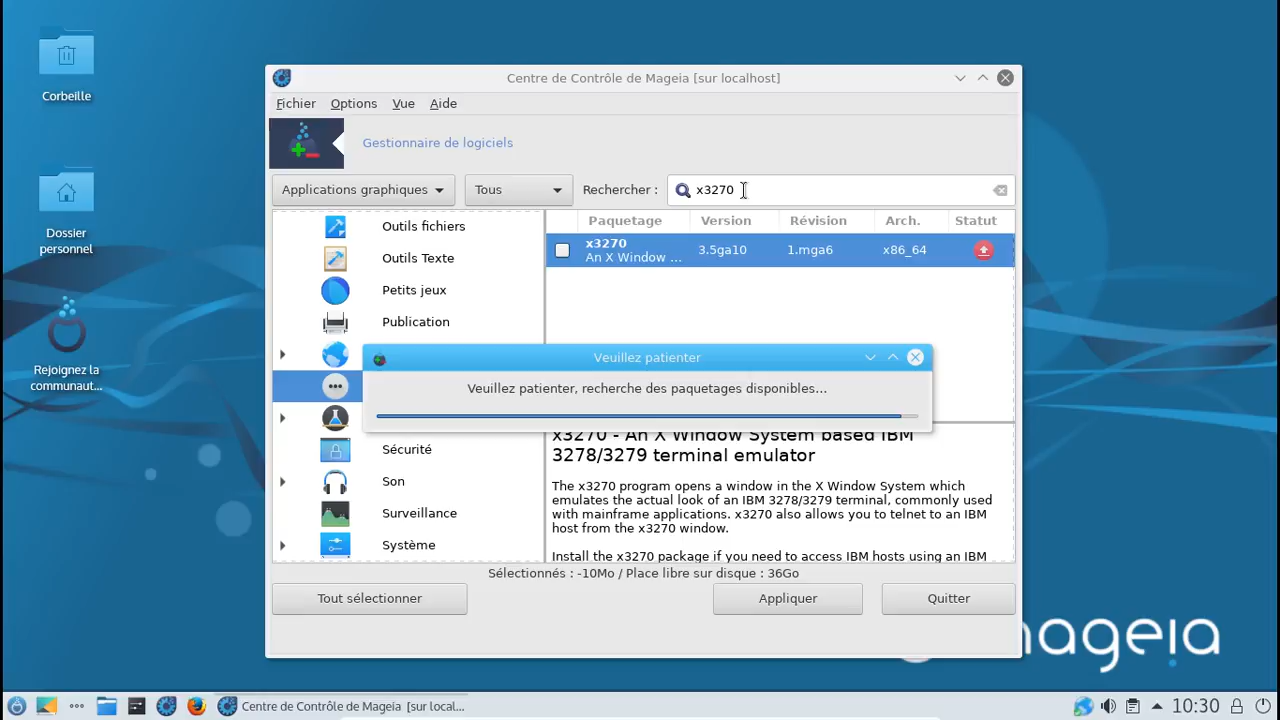 Corbeille
Dossier
personnel
Rejoignez la
communaut...
Centre de Contrôle de Mageia [sur localhost]
Fichier Options Vue Aide
Gestionnaire de logiciels
Applications graphiques Tous Rechercher : x3270
Outils fichiers
Outils Texte
Petits jeux
Publication
Sécurité
Son
Surveillance
Système
Paquetage Version Révision Arch. Statut
x3270 3.5ga10 1.mga6 x86_64
An X Window ...
Veuillez patienter
Veuillez patienter, recherche des paquetages disponibles...
x3270 - An X Window System based IBM
3278/3279 terminal emulator
The x3270 program opens a window in the X Window System which
emulates the actual look of an IBM 3278/3279 terminal, commonly used
with mainframe applications. x3270 also allows you to telnet to an IBM
host from the x3270 window.
Install the x3270 package if you need to access IBM hosts using an IBM
Sélectionnés : -10Mo / Place libre sur disque : 36Go
Tout sélectionner Appliquer Quitter
mageia
Centre de Contrôle de Mageia [sur local... 10:30